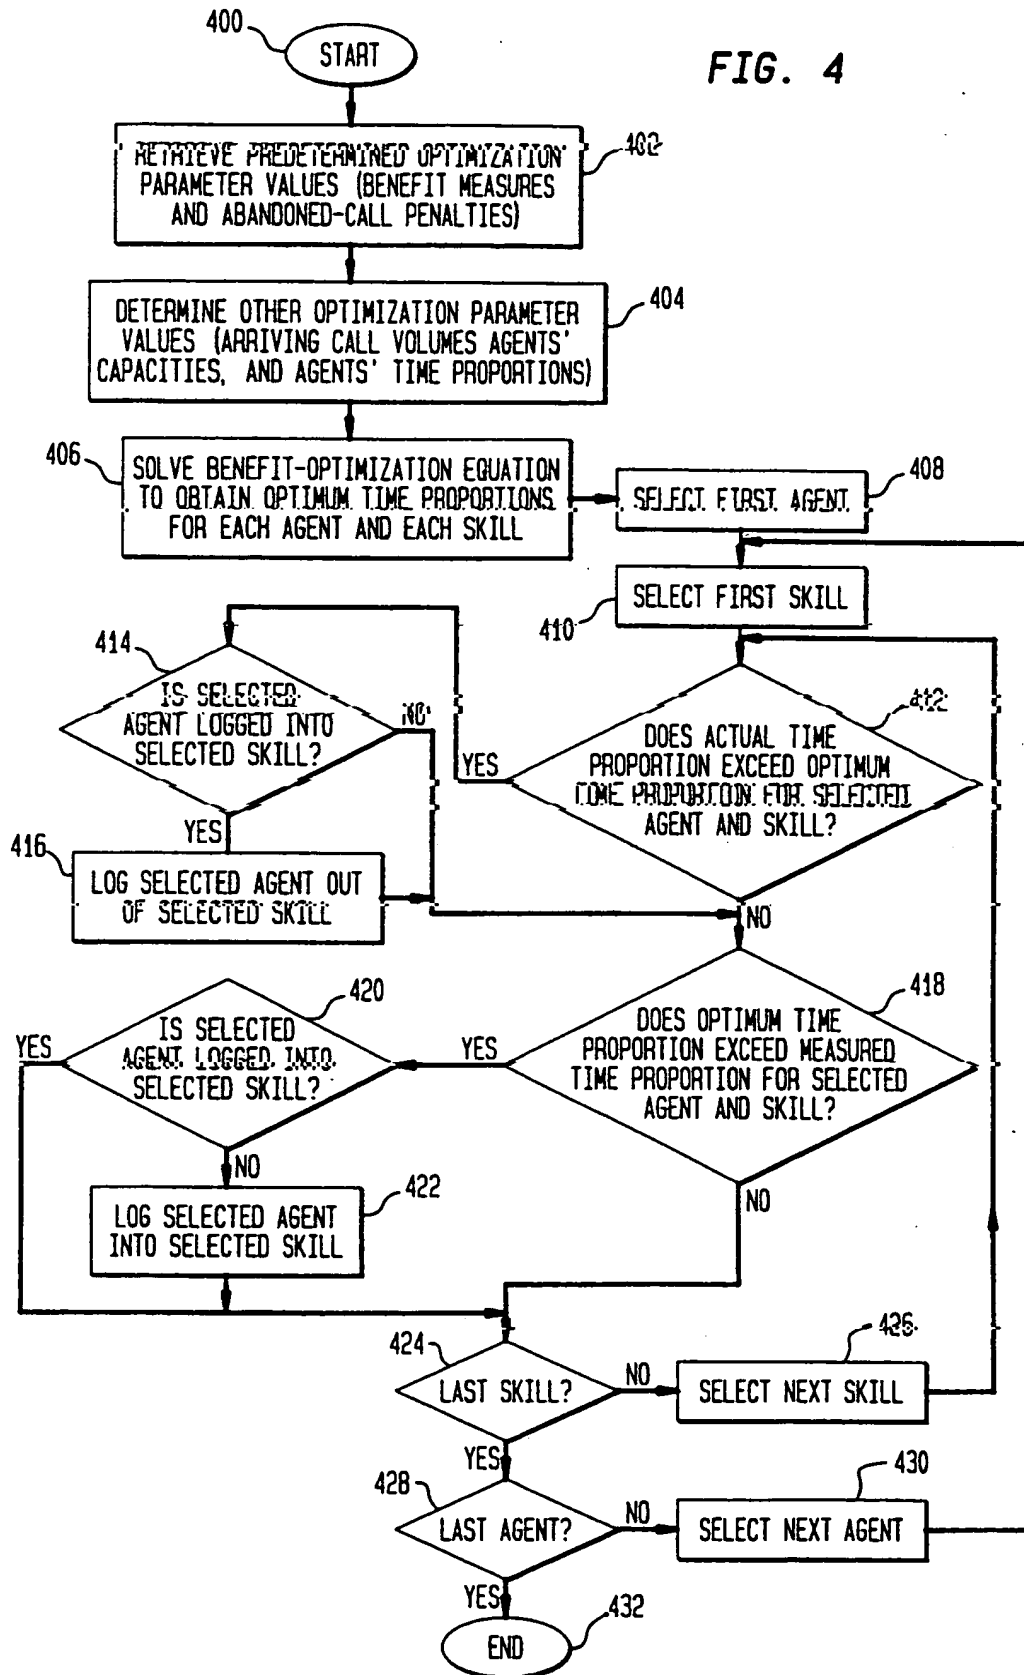 FIG. 4
400
START
402
RETRIEVE PREDETERMINED OPTIMIZATION
PARAMETER VALUES (BENEFIT MEASURES
AND ABANDONED-CALL PENALTIES)
404
DETERMINE OTHER OPTIMIZATION PARAMETER
VALUES (ARRIVING CALL VOLUMES AGENTS'
CAPACITIES, AND AGENTS' TIME PROPORTIONS)
406
SOLVE BENEFIT-OPTIMIZATION EQUATION
TO OBTAIN OPTIMUM TIME PROPORTIONS
FOR EACH AGENT AND EACH SKILL
408
SELECT FIRST AGENT
410
SELECT FIRST SKILL
412
DOES ACTUAL TIME
PROPORTION EXCEED OPTIMUM
TIME PROPORTION FOR SELECTED
AGENT AND SKILL?
YES
NO
414
IS SELECTED
AGENT LOGGED INTO
SELECTED SKILL?
NO
YES
416
LOG SELECTED AGENT OUT
OF SELECTED SKILL
418
DOES OPTIMUM TIME
PROPORTION EXCEED MEASURED
TIME PROPORTION FOR SELECTED
AGENT AND SKILL?
YES
NO
420
IS SELECTED
AGENT LOGGED INTO
SELECTED SKILL?
YES
NO
422
LOG SELECTED AGENT
INTO SELECTED SKILL
424
LAST SKILL?
NO
YES
426
SELECT NEXT SKILL
428
LAST AGENT?
NO
YES
430
SELECT NEXT AGENT
432
END